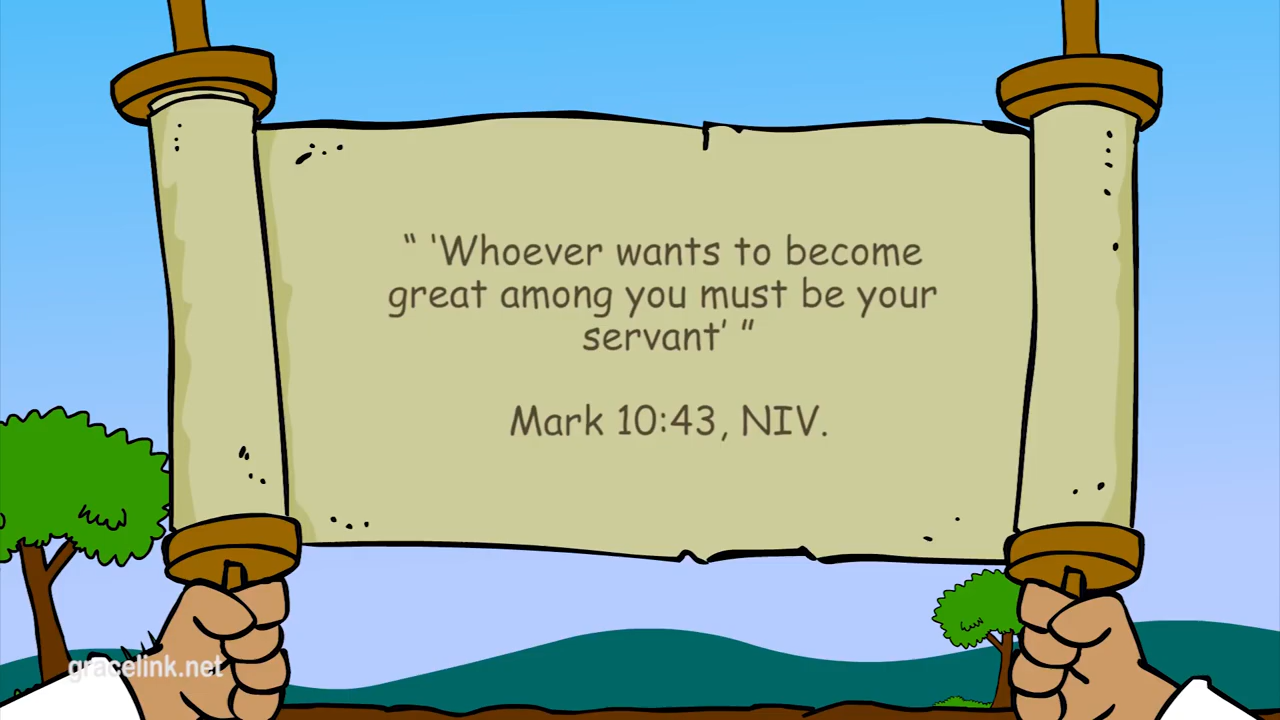 “ ‘Whoever wants to become
great among you must be your
servant’ ”
Mark 10:43, NIV.
gracelink.net